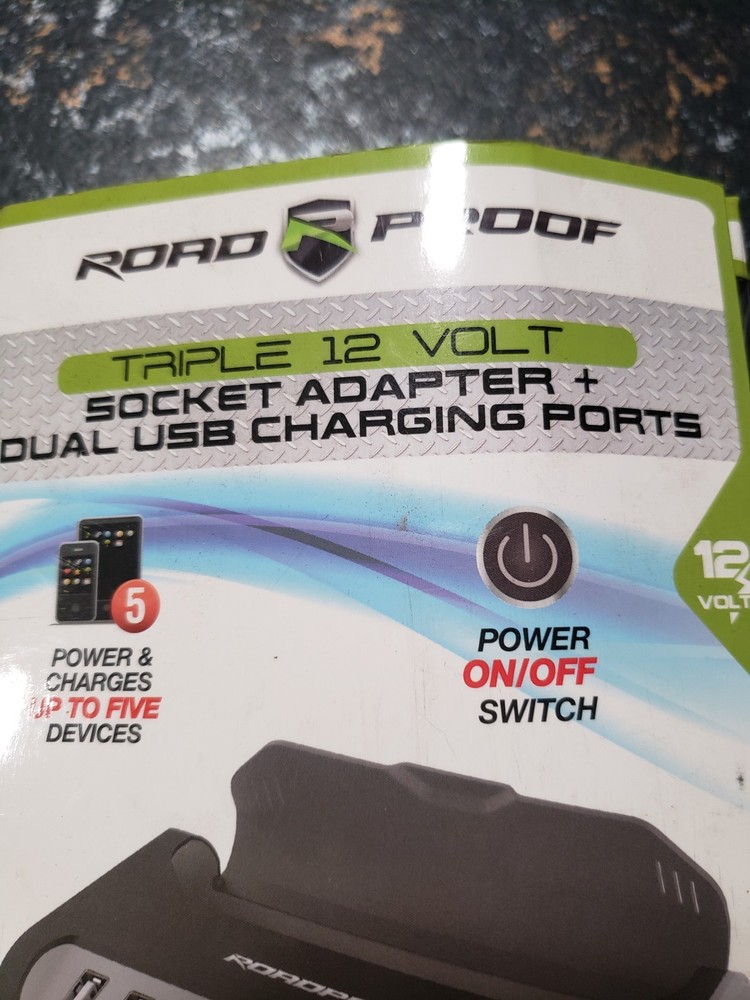 ROAD PROOF
TRIPLE 12 VOLT
SOCKET ADAPTER +
DUAL USB CHARGING PORTS
5
POWER &
CHARGES
UP TO FIVE
DEVICES
POWER
ON/OFF
SWITCH
12
VOLT